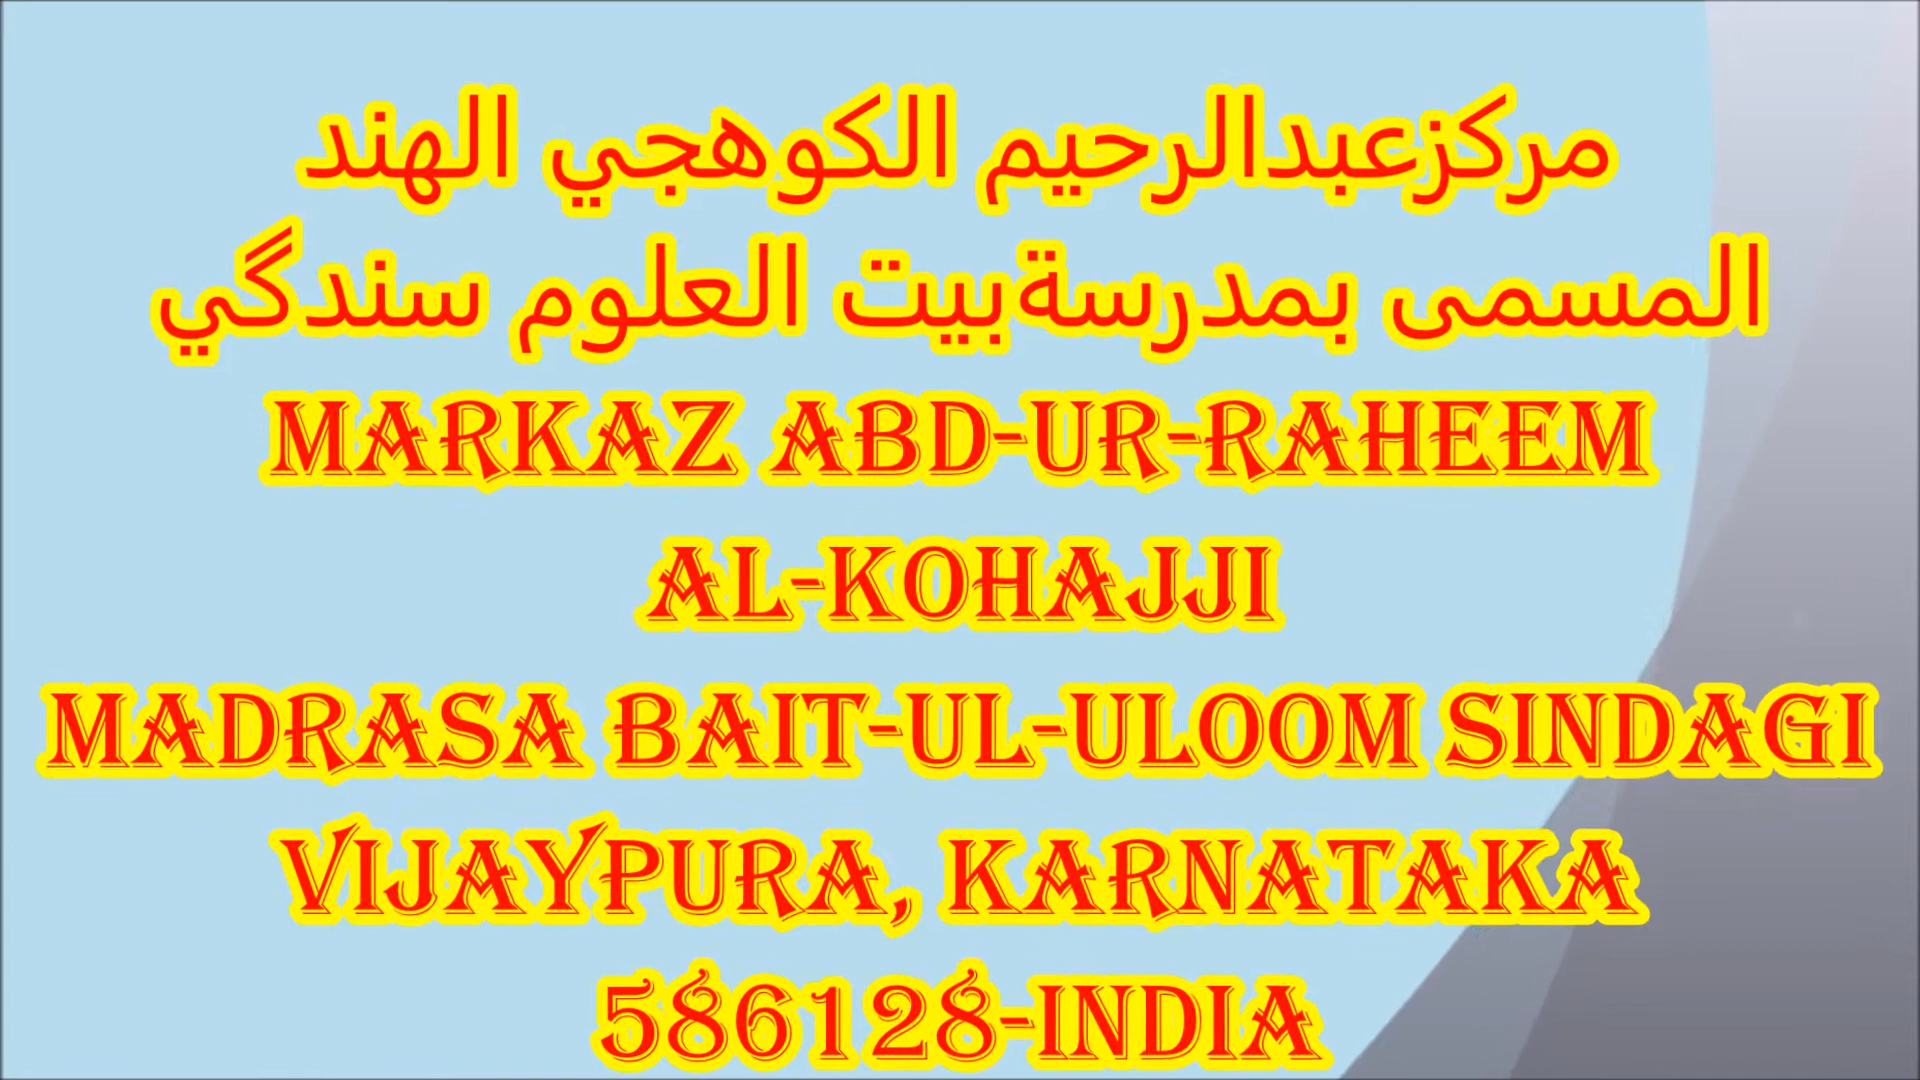 مركزعبدالرحيم الكوهجي الهند
المسمى بمدرسةبيت العلوم سندگي
MARKAZ ABD-UR-RAHEEM
AL-KOHAJJI
MADRASA BAIT-UL-ULOOM SINDAGI
VIJAYPURA, KARNATAKA
586128-INDIA